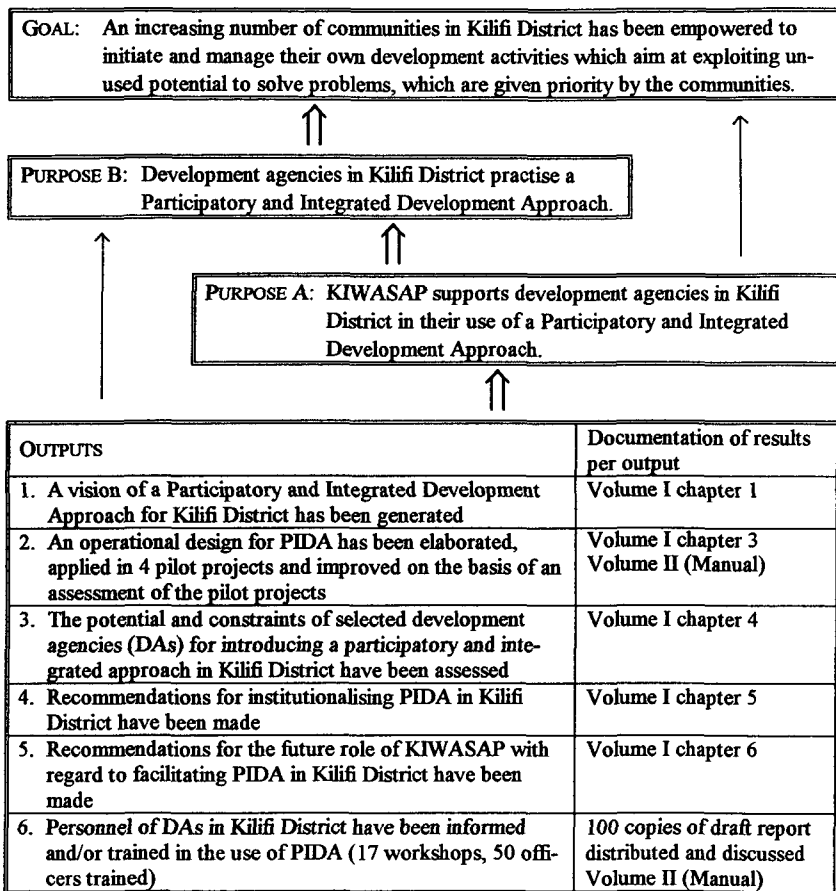 GOAL: An increasing number of communities in Kilifi District has been empowered to
initiate and manage their own development activities which aim at exploiting un-
used potential to solve problems, which are given priority by the communities.
PURPOSE B: Development agencies in Kilifi District practise a
Participatory and Integrated Development Approach.
PURPOSE A: KIWASAP supports development agencies in Kilifi
District in their use of a Participatory and Integrated
Development Approach.
OUTPUTS
Documentation of results
per output
1. A vision of a Participatory and Integrated Development
Approach for Kilifi District has been generated
Volume I chapter 1
2. An operational design for PIDA has been elaborated,
applied in 4 pilot projects and improved on the basis of an
assessment of the pilot projects
Volume I chapter 3
Volume II (Manual)
3. The potential and constraints of selected development
agencies (DAs) for introducing a participatory and inte-
grated approach in Kilifi District have been assessed
Volume I chapter 4
4. Recommendations for institutionalising PIDA in Kilifi
District have been made
Volume I chapter 5
5. Recommendations for the future role of KIWASAP with
regard to facilitating PIDA in Kilifi District have been
made
Volume I chapter 6
6. Personnel of DAs in Kilifi District have been informed
and/or trained in the use of PIDA (17 workshops, 50 offi-
cers trained)
100 copies of draft report
distributed and discussed
Volume II (Manual)